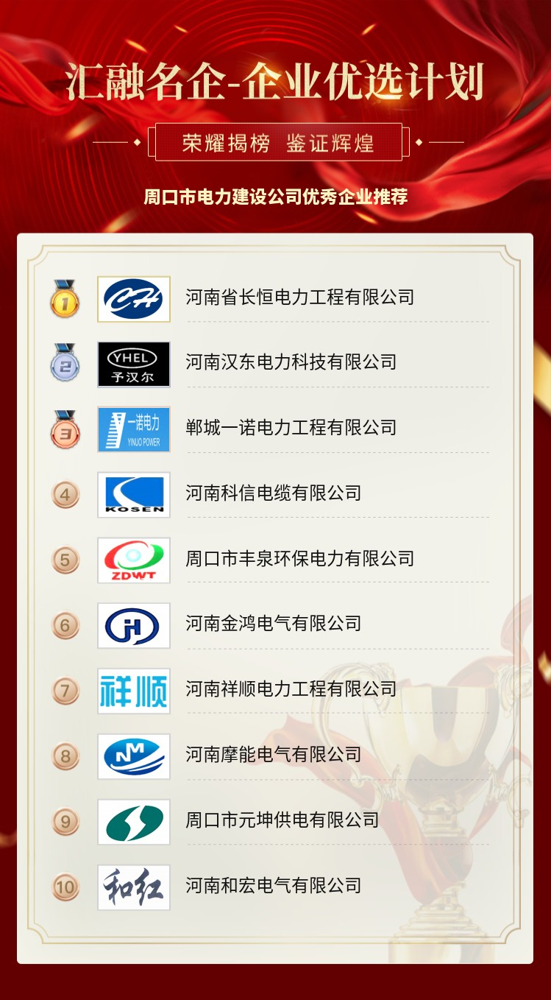 汇融名企-企业优选计划
荣耀揭榜 鉴证辉煌
周口市电力建设公司优秀企业推荐
1
CH
河南省长恒电力工程有限公司
2
YHEL
予汉尔
河南汉东电力科技有限公司
3
一诺电力
YINUO POWER
郸城一诺电力工程有限公司
4
KOSEN
河南科信电缆有限公司
5
ZDWT
周口市丰泉环保电力有限公司
6
JH
河南金鸿电气有限公司
7
祥顺
河南祥顺电力工程有限公司
8
NM
河南摩能电气有限公司
9
周口市元坤供电有限公司
10
和红
河南和宏电气有限公司